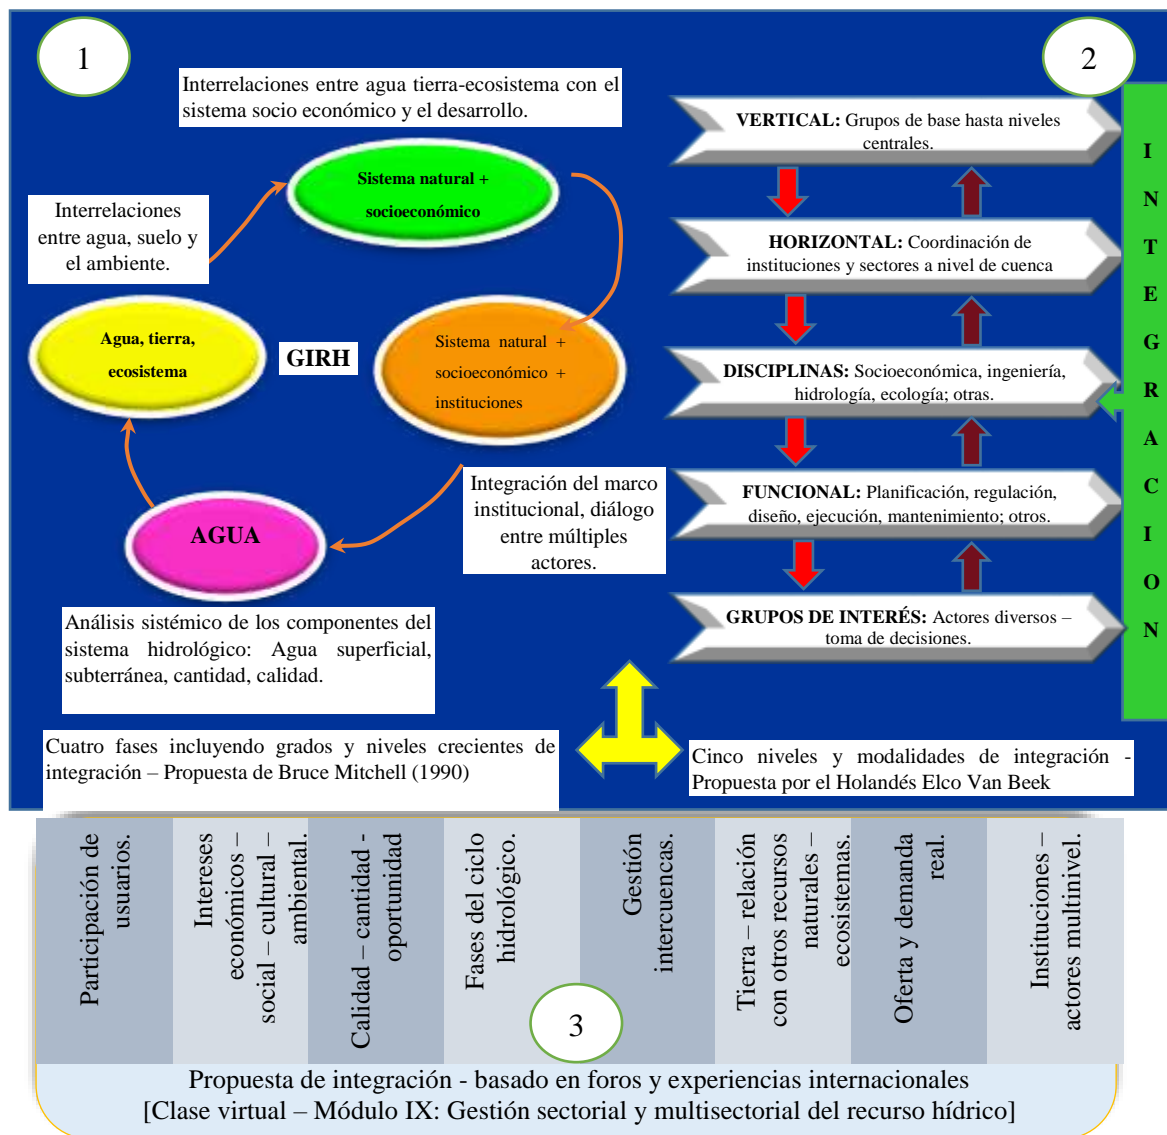 1
Interrelaciones entre agua tierra-ecosistema con el
sistema socio económico y el desarrollo.
Sistema natural +
socioeconómico
Interrelaciones
entre agua, suelo y
el ambiente.
Agua, tierra,
ecosistema
GIRH
Sistema natural +
socioeconómico +
instituciones
AGUA
Integración del marco
institucional, diálogo
entre múltiples
actores.
Análisis sistémico de los componentes del
sistema hidrológico: Agua superficial,
subterránea, cantidad, calidad.
Cuatro fases incluyendo grados y niveles crecientes de
integración – Propuesta de Bruce Mitchell (1990)
2
VERTICAL: Grupos de base hasta niveles
centrales.
HORIZONTAL: Coordinación de
instituciones y sectores a nivel de cuenca
DISCIPLINAS: Socioeconómica, ingeniería,
hidrología, ecología; otras.
FUNCIONAL: Planificación, regulación,
diseño, ejecución, mantenimiento; otros.
GRUPOS DE INTERÉS: Actores diversos –
toma de decisiones.
I
N
T
E
G
R
A
C
I
O
N
Cinco niveles y modalidades de integración -
Propuesta por el Holandés Elco Van Beek
Participación de
usuarios.
Intereses
económicos –
social – cultural –
ambiental.
Calidad – cantidad -
oportunidad
Fases del ciclo
hidrológico.
Gestión
intercuencas.
Tierra – relación
con otros recursos
naturales –
ecosistemas.
Oferta y demanda
real.
Instituciones –
actores multinivel.
3
Propuesta de integración - basado en foros y experiencias internacionales
[Clase virtual – Módulo IX: Gestión sectorial y multisectorial del recurso hídrico]